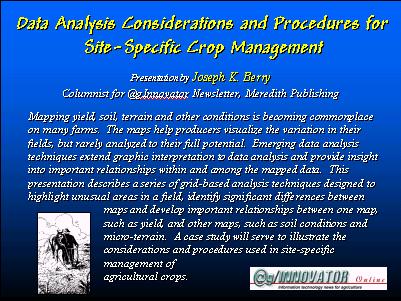 Data Analysis Considerations and Procedures for
Site-Specific Crop Management
Presentation by Joseph K. Berry
Columnist for @g.Innovator Newsletter, Meredith Publishing
Mapping yield, soil, terrain and other conditions is becoming commonplace
on many farms. The maps help producers visualize the variation in their
fields, but rarely analyzed to their full potential. Emerging data analysis
techniques extend graphic interpretation to data analysis and provide insight
into important relationships within and among the mapped data. This
presentation describes a series of grid-based analysis techniques designed to
highlight unusual areas in a field, identify significant differences between
maps and develop important relationships between one map,
such as yield, and other maps, such as soil conditions and
micro-terrain. A case study will serve to illustrate the
considerations and procedures used in site-specific
management of
agricultural crops.
@g/INNOVATOR Online
information technology news for agriculture